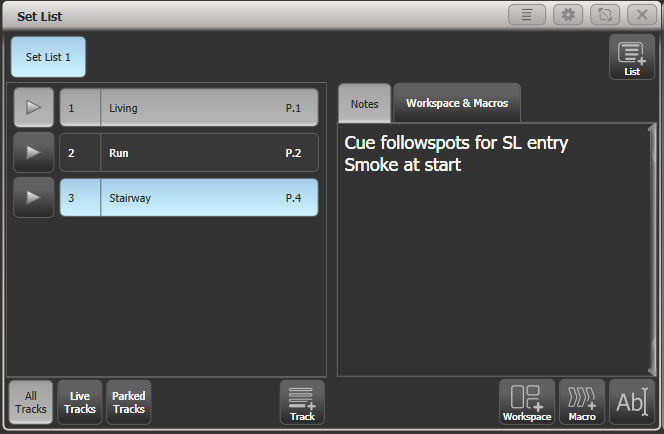 Set List
Set List 1
List
1 Living P.1
2 Run P.2
3 Stairway P.4
Notes
Workspace & Macros
Cue followspots for SL entry
Smoke at start
All
Tracks
Live
Tracks
Parked
Tracks
Track
Workspace
Macro
Ab